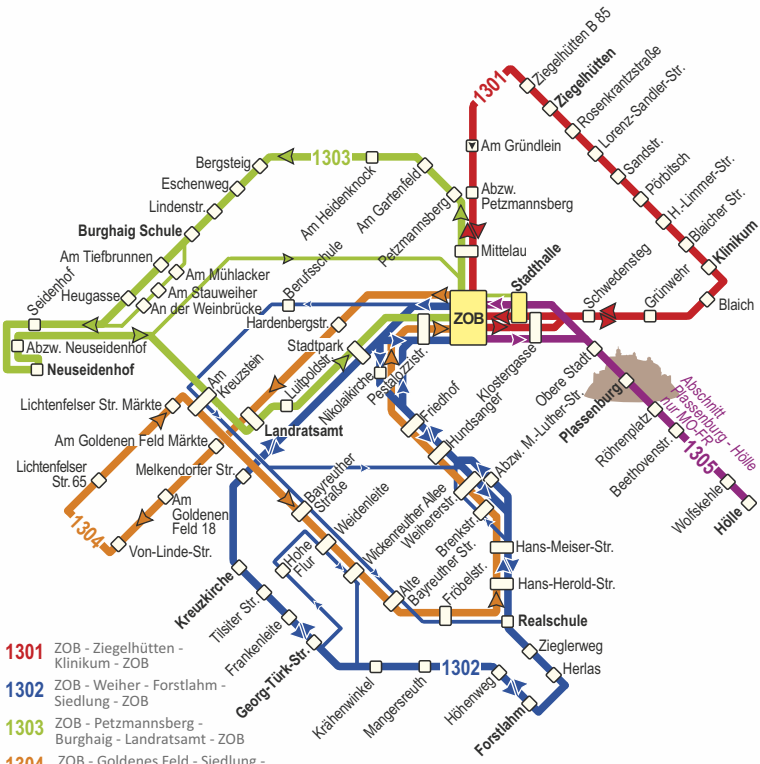 1301
Ziegelhütten B 85
Ziegelhütten
Rosenkrantzstraße
Lorenz-Sandler-Str.
Sandstr.
Pörbitsch
H.-Limmer-Str.
Blaicher Str.
Klinikum
Blaich
Grünwehr
Schwedensteg
Am Gründlein
Abzw.
Petzmannsberg
Mittelau
Stadthalle
ZOB
1303
Bergsteig
Eschenweg
Lindenstr.
Burghaig Schule
Am Tiefbrunnen
Heugasse
Am Mühlacker
Am Stauweiher
An der Weinbrücke
Am Heidenknock
Am Gartenfeld
Petzmannsberg
Seidenhof
Abzw. Neuseidenhof
Neuseidenhof
Berufsschule
Hardenbergstr.
Stadtpark
Luitpoldstr.
Landratsamt
Nikolaikirche
Pestalozzistr.
Am
Kreuzstein
Klostergasse
Obere Stadt
Plassenburg
Röhrenplatz
Beethovenstr.
1305
Wolfskehle
Hölle
Abschnitt
Plassenburg - Hölle
nur MO-FR
Lichtenfelser Str. Märkte
Am Goldenen Feld Märkte
Lichtenfelser
Str. 65
Melkendorfer Str.
Am
Goldenen
Feld 18
1304
Von-Linde-Str.
Friedhof
Hundsanger
Abzw. M.-Luther-Str.
Bayreuther
Straße
Weidenleite
Wickenreuther Allee
Weihererstr.
Brenkstr.
Hohe
Flur
Alte
Bayreuther Str.
Fröbelstr.
Hans-Meiser-Str.
Hans-Herold-Str.
Realschule
Zieglerweg
Herlas
Forstlahm
Höhenweg
1302
Mangersreuth
Krähenwinkel
Georg-Türk-Str.
Frankenleite
Tilsiter Str.
Kreuzkirche
1301 ZOB - Ziegelhütten -
Klinikum - ZOB
1302 ZOB - Weiher - Forstlahm -
Siedlung - ZOB
1303 ZOB - Petzmannsberg -
Burghaig - Landratsamt - ZOB
1304 ZOB - Goldenes Feld - Siedlung -